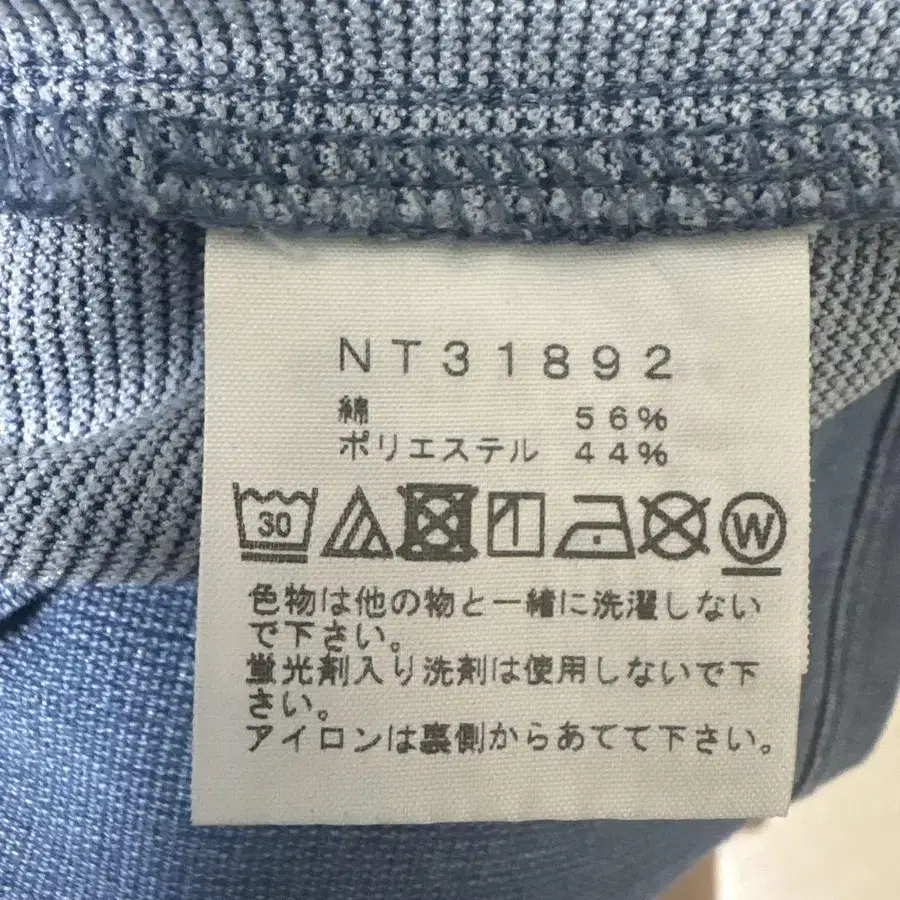 NT31892
綿 56%
ポリエステル 44%
30 W
色物は他の物と一緒に洗濯しない
で下さい。
蛍光剤入り洗剤は使用しないで下
さい。
アイロンは裏側からあてて下さい。